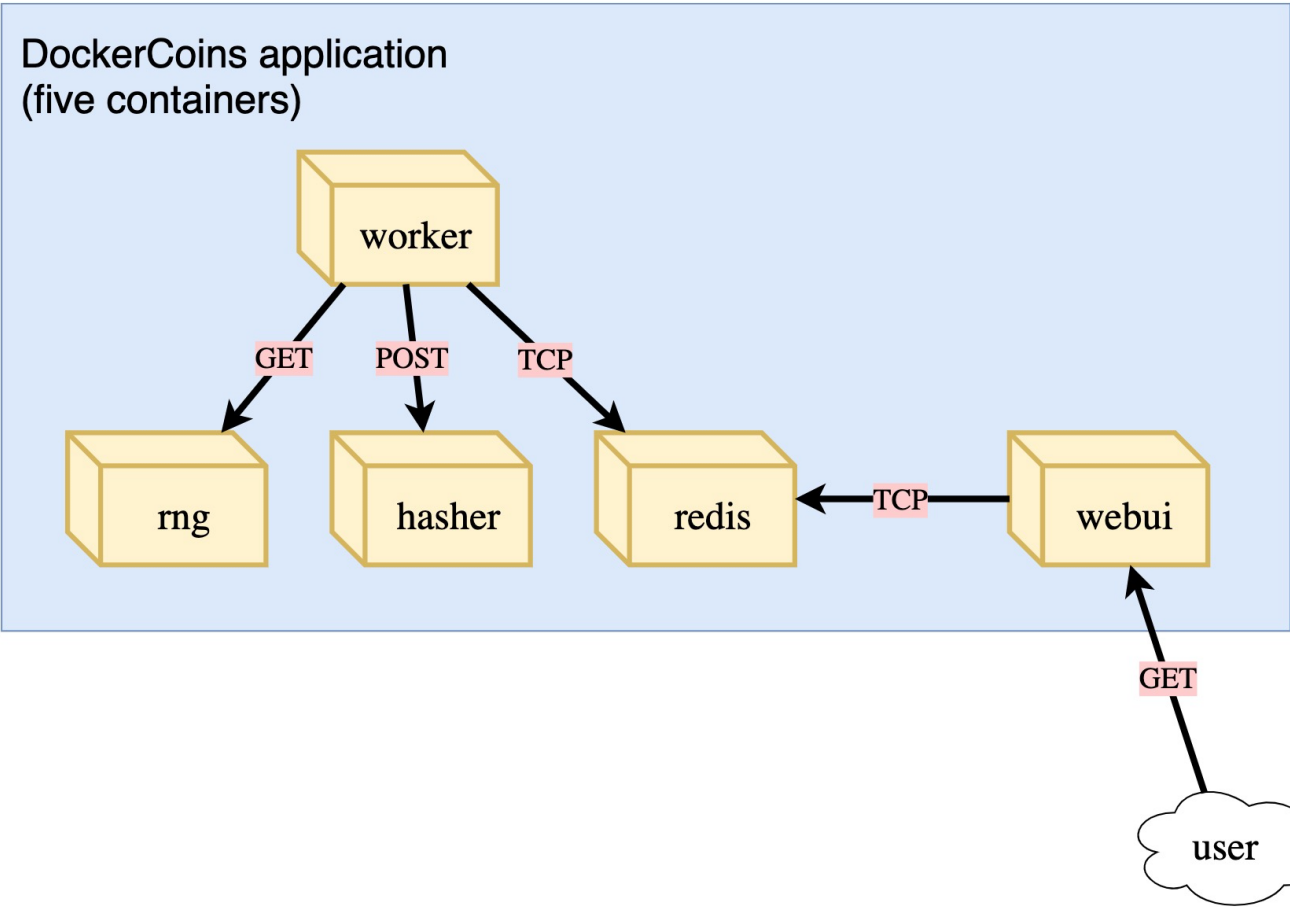 DockerCoins application
(five containers)
worker
GET
POST
TCP
rng
hasher
redis
TCP
webui
GET
user